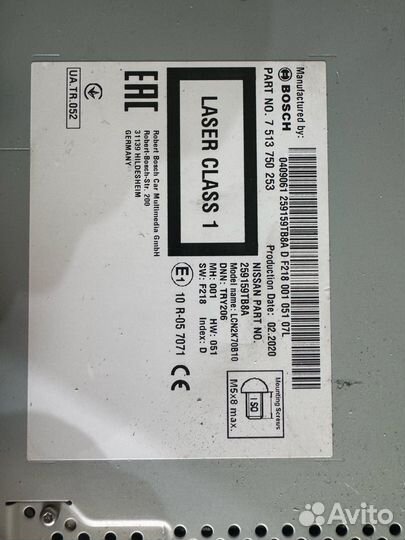 Manufactured by:
BOSCH
PART NO. 7 513 750 253
0409061 259159TB8A D F218 001 051 07L
Production Date: 02.2020
NISSAN PART NO.
259159TB8A
Model name: LCN2K70B10
DNN: TRY206
MH: 001 HW: 051
SW: F218 Index: D
LASER CLASS 1
E1 10 R-05 7071 CE
Mounting Screws
ISO
M5x8 max.
EAC
Robert Bosch Car Multimedia GmbH
Robert-Bosch-Str. 200
31139 HILDESHEIM
GERMANY
UA.TR.052
Avito